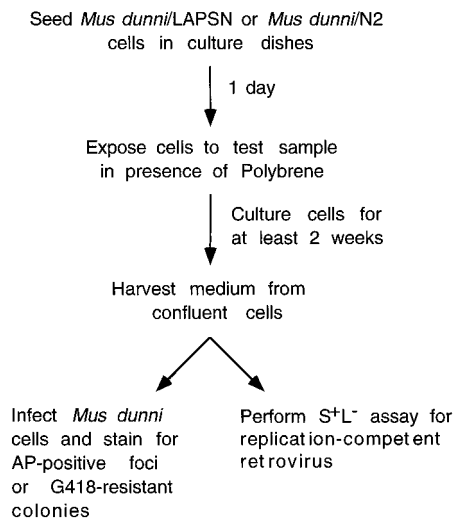 Seed Mus dunni/LAPSN or Mus dunni/N2
cells in culture dishes
1 day
Expose cells to test sample
in presence of Polybrene
Culture cells for
at least 2 weeks
Harvest medium from
confluent cells
Infect Mus dunni
cells and stain for
AP-positive foci
or G418-resistant
colonies
Perform S⁺L⁻ assay for
replication-competent
retrovirus